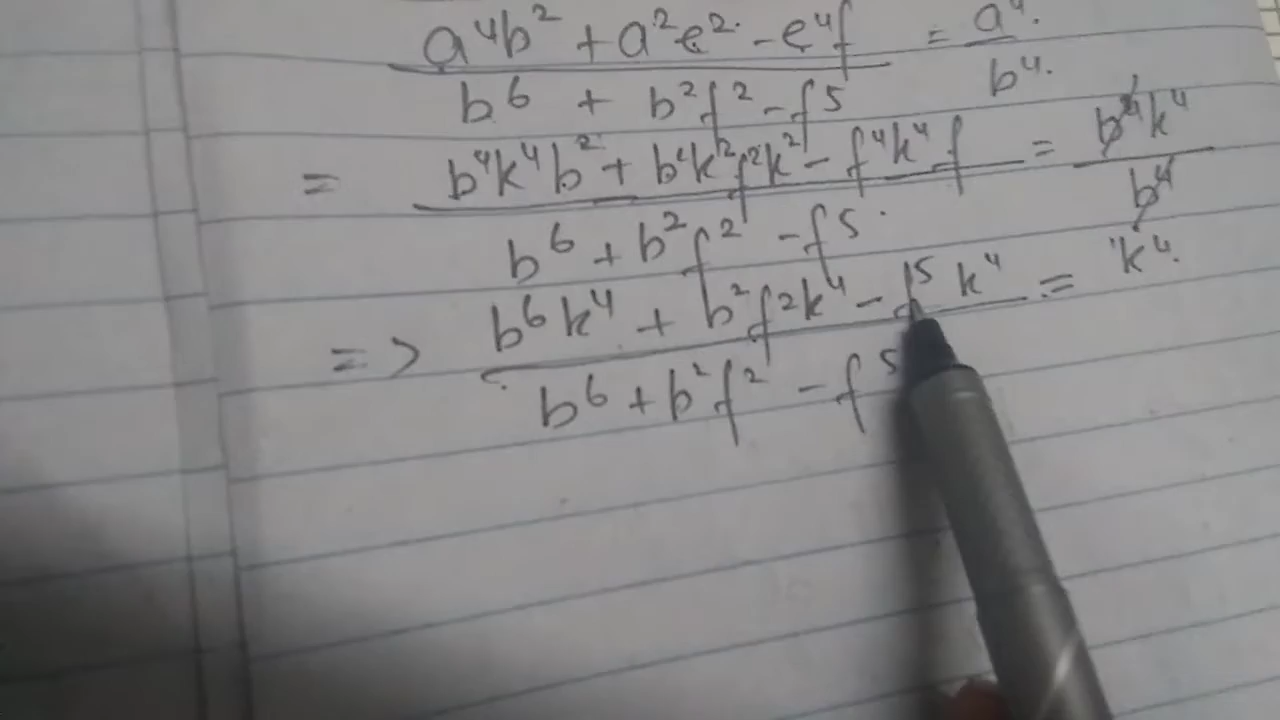 a⁴b² + a²e² - e⁴f = a⁴.
b⁶ + b²f² - f⁵ b⁴.
= b⁴k⁴b² + b²k²f²k² - f⁴k⁴f = b⁴k⁴
b⁶ + b²f² - f⁵. b⁴
=> b⁶k⁴ + b²f²k⁴ - f⁵k⁴ = k⁴.
b⁶ + b²f² - f⁵